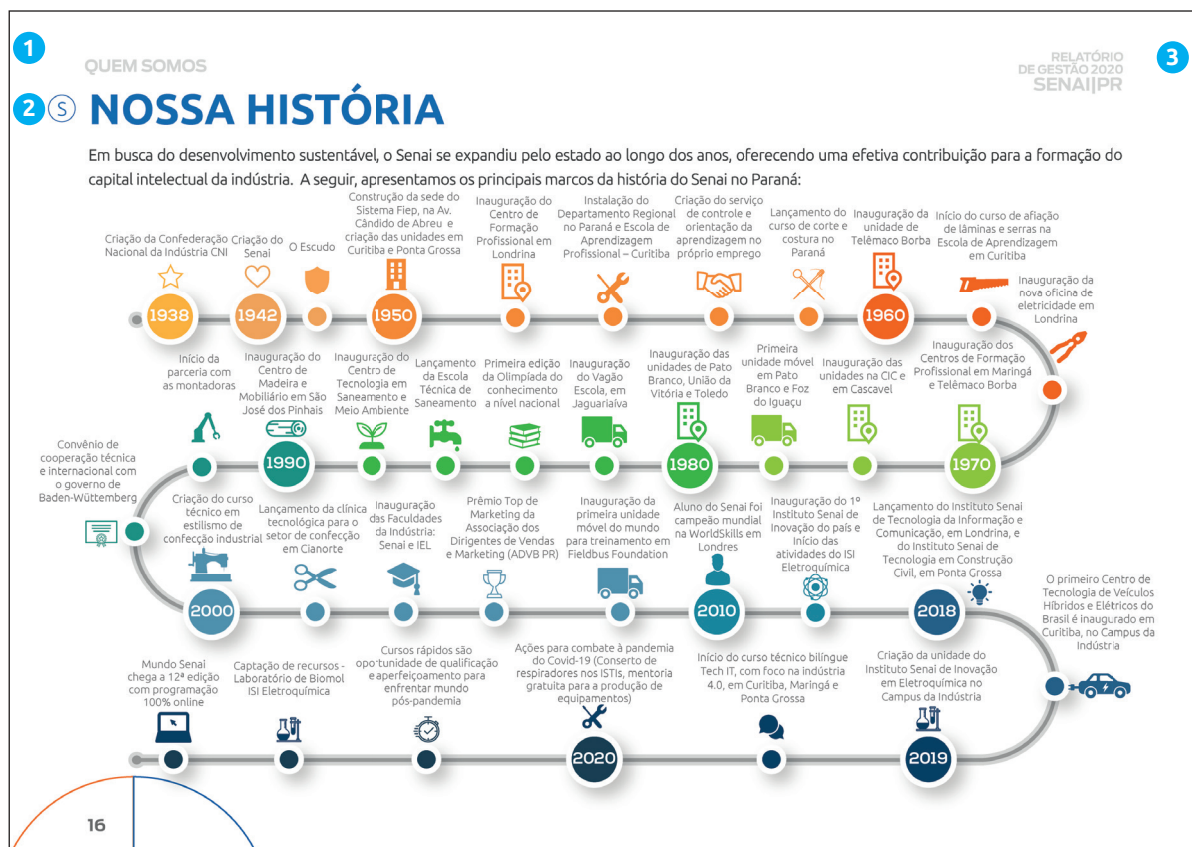 1
QUEM SOMOS
RELATÓRIO
DE GESTÃO 2020
SENAI|PR
3
2
S
NOSSA HISTÓRIA
Em busca do desenvolvimento sustentável, o Senai se expandiu pelo estado ao longo dos anos, oferecendo uma efetiva contribuição para a formação do
capital intelectual da indústria. A seguir, apresentamos os principais marcos da história do Senai no Paraná:
Criação da Confederação
Nacional da Indústria CNI
1938
Criação do
Senai
1942
O Escudo
Construção da sede do
Sistema Fiep, na Av.
Cândido de Abreu e
criação das unidades em
Curitiba e Ponta Grossa
1950
Inauguração do
Centro de
Formação
Profissional em
Londrina
Instalação do
Departamento Regional
no Paraná e Escola de
Aprendizagem
Profissional – Curitiba
Criação do serviço
de controle e
orientação da
aprendizagem no
próprio emprego
Lançamento do
curso de corte e
costura no
Paraná
Inauguração da
unidade de
Telêmaco Borba
1960
Início do curso de afiação
de lâminas e serras na
Escola de Aprendizagem
em Curitiba
Inauguração da
nova oficina de
eletricidade em
Londrina
Inauguração dos
Centros de Formação
Profissional em Maringá
e Telêmaco Borba
1970
Inauguração das
unidades na CIC e
em Cascavel
Primeira
unidade móvel
em Pato
Branco e Foz
do Iguaçu
Inauguração das
unidades de Pato
Branco, União da
Vitória e Toledo
1980
Inauguração
do Vagão
Escola, em
Jaguariaíva
Primeira edição
da Olimpíada do
conhecimento
a nível nacional
Lançamento
da Escola
Técnica de
Saneamento
Inauguração do
Centro de
Tecnologia em
Saneamento e
Meio Ambiente
Inauguração do
Centro de
Madeira e
Mobiliário em São
José dos Pinhais
1990
Início da
parceria com
as montadoras
Convênio de
cooperação técnica
e internacional com
o governo de
Baden-Wüttemberg
Criação do curso
técnico em
estilismo de
confecção industrial
2000
Lançamento da clínica
tecnológica para o
setor de confecção
em Cianorte
Inauguração
das Faculdades
da Indústria:
Senai e IEL
Prêmio Top de
Marketing da
Associação dos
Dirigentes de Vendas
e Marketing (ADVB PR)
Inauguração da
primeira unidade
móvel do mundo
para treinamento em
Fieldbus Foundation
Aluno do Senai foi
campeão mundial
na WorldSkills em
Londres
2010
Inauguração do 1º
Instituto Senai de
Inovação do país e
Início das
atividades do ISI
Eletroquímica
Lançamento do Instituto Senai
de Tecnologia da Informação e
Comunicação, em Londrina, e
do Instituto Senai de
Tecnologia em Construção
Civil, em Ponta Grossa
2018
O primeiro Centro de
Tecnologia de Veículos
Híbridos e Elétricos do
Brasil é inaugurado em
Curitiba, no Campus da
Indústria
Criação da unidade do
Instituto Senai de Inovação
em Eletroquímica no
Campus da Indústria
2019
Início do curso técnico bilíngue
Tech IT, com foco na indústria
4.0, em Curitiba, Maringá e
Ponta Grossa
Ações para combate à pandemia
do Covid-19 (Conserto de
respiradores nos ISTIs, mentoria
gratuita para a produção de
equipamentos)
2020
Cursos rápidos são
oportunidade de qualificação
e aperfeiçoamento para
enfrentar mundo
pós-pandemia
Captação de recursos -
Laboratório de Biomol
ISI Eletroquímica
Mundo Senai
chega a 12ª edição
com programação
100% online
16